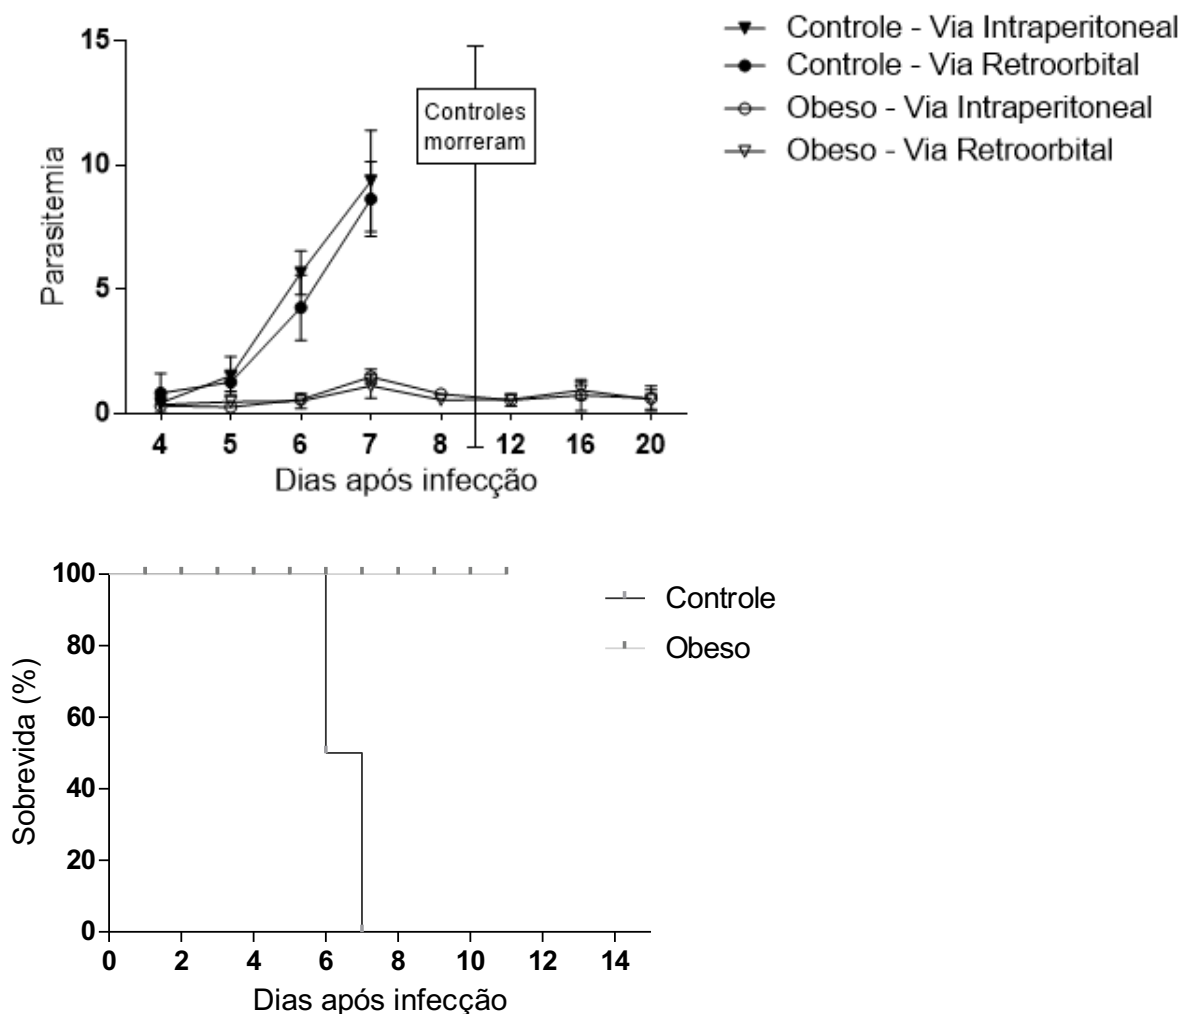 15
10
5
0
Parasitemia
Controles
morreram
4 5 6 7 8 12 16 20
Dias após infecção
Controle - Via Intraperitoneal
Controle - Via Retroorbital
Obeso - Via Intraperitoneal
Obeso - Via Retroorbital
100
80
60
40
20
0
Sobrevida (%)
0 2 4 6 8 10 12 14
Dias após infecção
Controle
Obeso